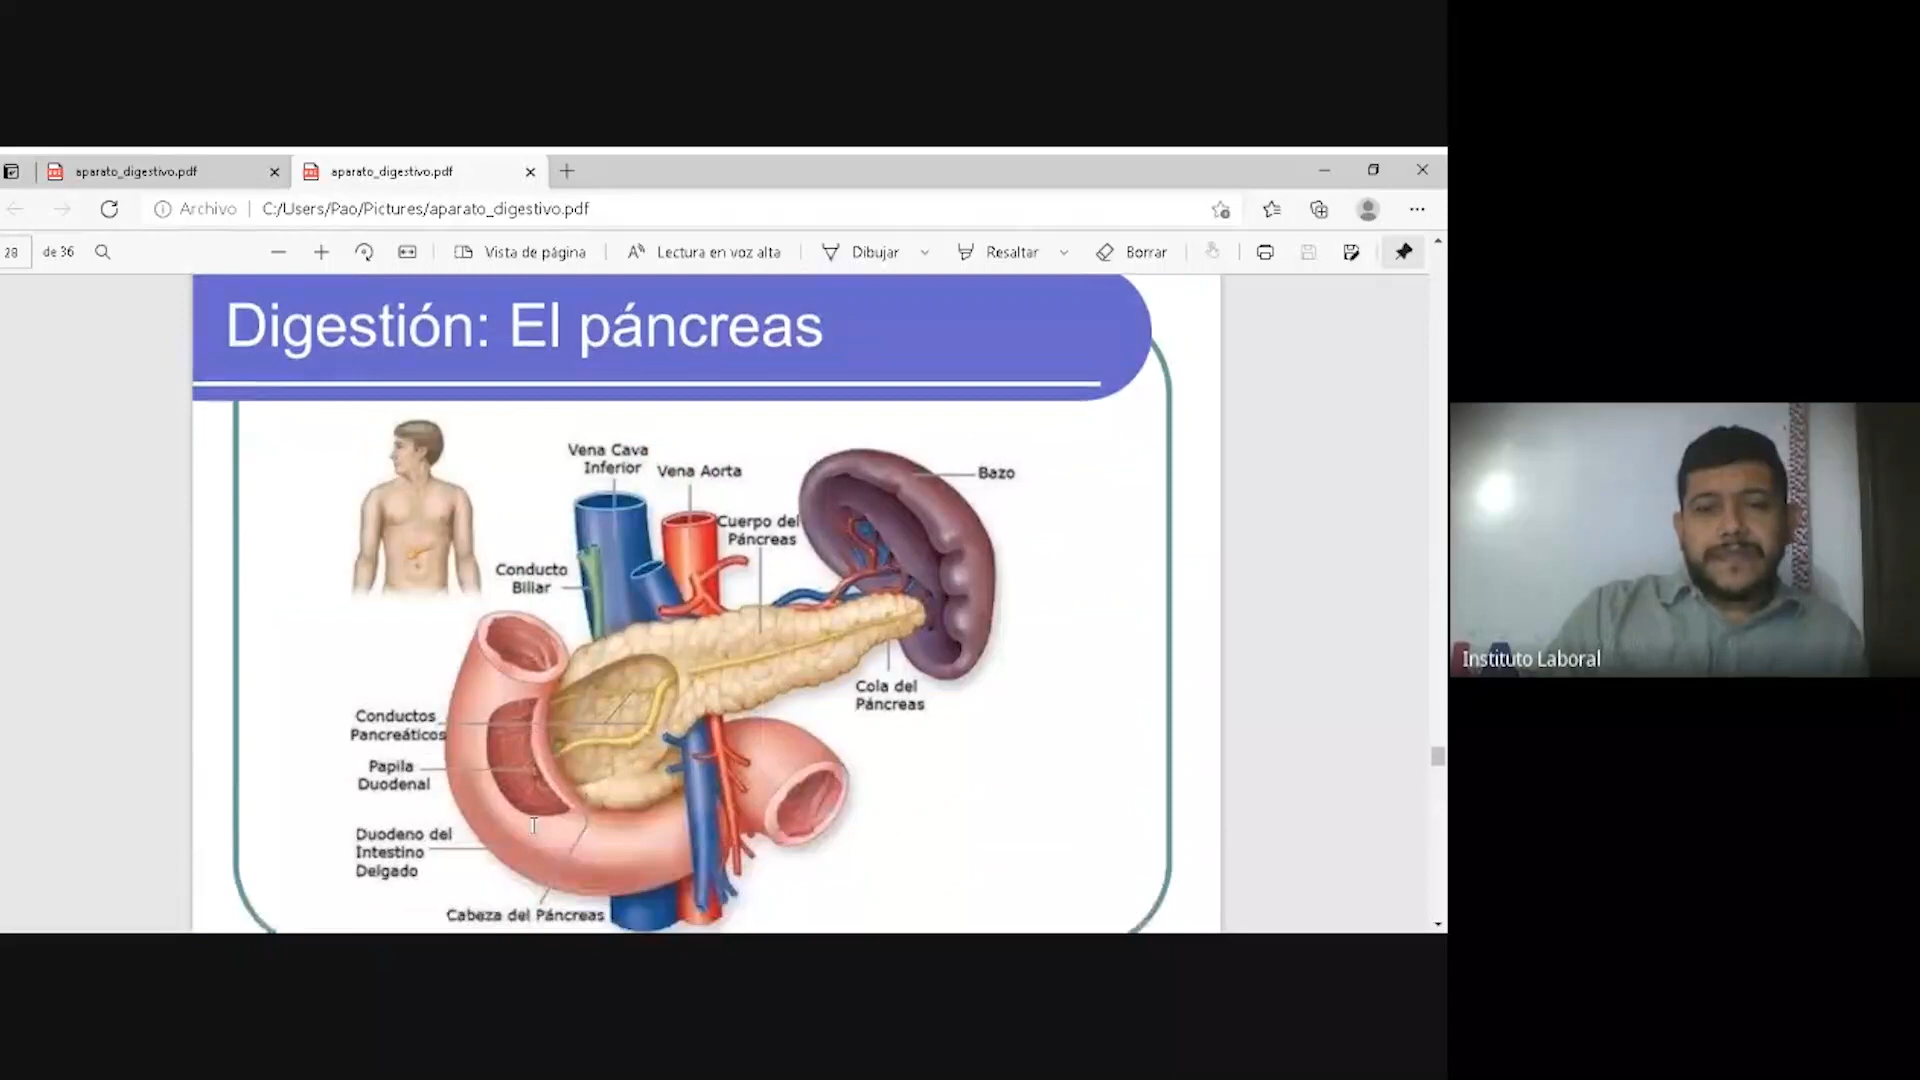 aparato_digestivo.pdf
aparato_digestivo.pdf
Archivo
C:/Users/Pao/Pictures/aparato_digestivo.pdf
28 de 36
Vista de página
Lectura en voz alta
Dibujar
Resaltar
Borrar
Digestión: El páncreas
Vena Cava
Inferior
Vena Aorta
Bazo
Cuerpo del
Páncreas
Conducto
Biliar
Cola del
Páncreas
Conductos
Pancreáticos
Papila
Duodenal
Duodeno del
Intestino
Delgado
Cabeza del Páncreas
Instituto Laboral